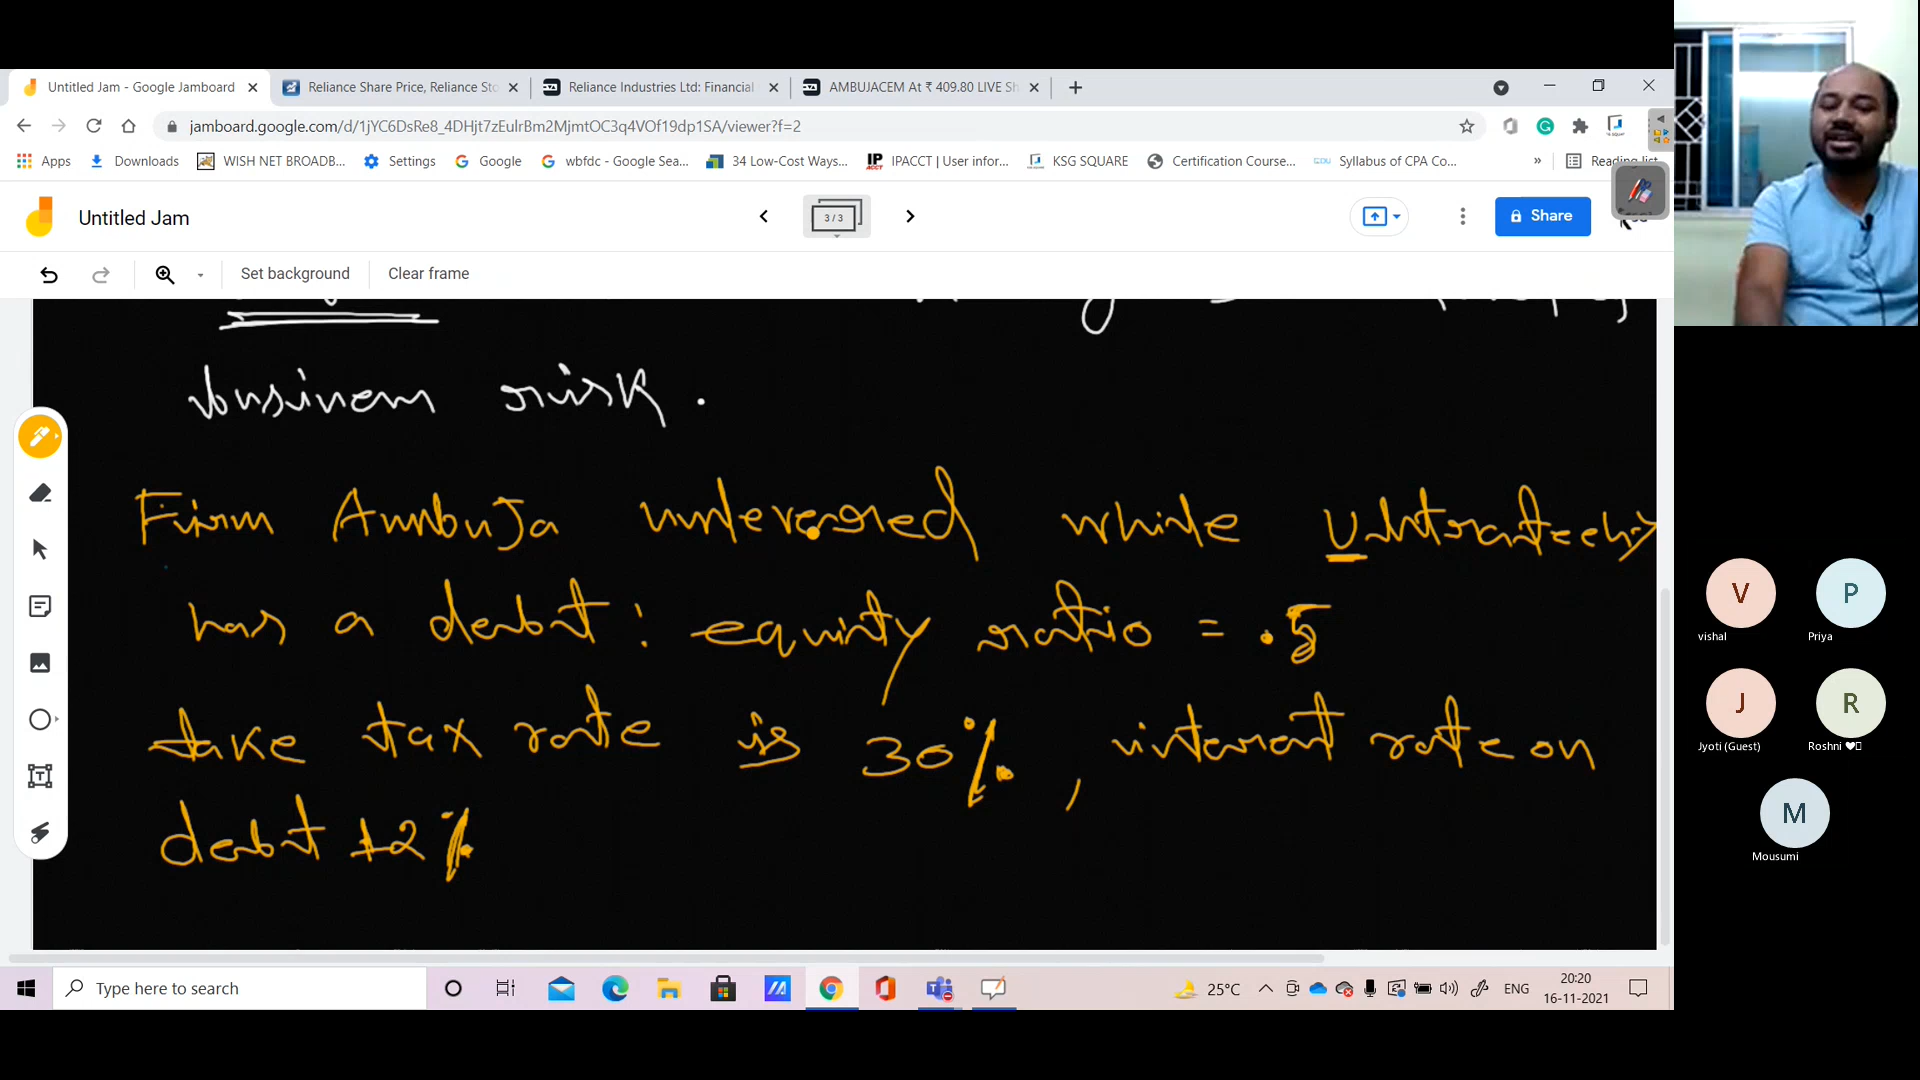 Untitled Jam - Google Jamboard
Reliance Share Price, Reliance Sto
Reliance Industries Ltd: Financial
AMBUJACEM At ₹ 409.80 LIVE Sh
jamboard.google.com/d/1jYC6DsRe8_4DHjt7zEulrBm2MjmtOC3q4VOf19dp1SA/viewer?f=2
Apps Downloads WISH NET BROADB... Settings Google wbfdc - Google Sea... 34 Low-Cost Ways... IPACCT | User infor... KSG SQUARE Certification Course... Syllabus of CPA Co... » Reading list
Untitled Jam
3 / 3
Share
Set background Clear frame
business risk.
Firm Ambuja unlevered while Ultratech
has a debt: equity ratio = .5
take tax rate is 30%, interest rate on
debt 12%
V P
vishal Priya
J R
Jyoti (Guest) Roshni ❤
M
Mousumi
Type here to search
25°C ENG 20:20
16-11-2021